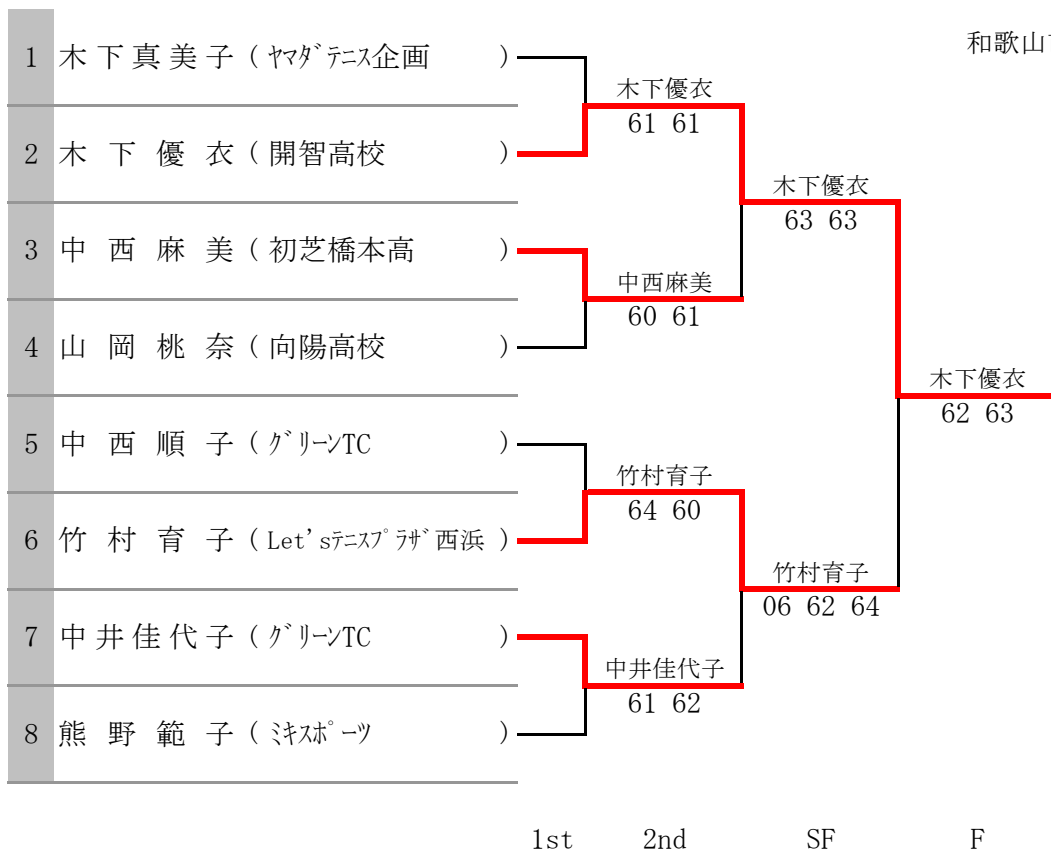 和歌山
1 木下真美子 ( ﾔﾏﾀﾞﾃﾆｽ企画 )
木下優衣
61 61
2 木下優衣 ( 開智高校 )
木下優衣
63 63
3 中西麻美 ( 初芝橋本高 )
中西麻美
60 61
4 山岡桃奈 ( 向陽高校 )
木下優衣
62 63
5 中西順子 ( ｸﾞﾘｰﾝTC )
竹村育子
64 60
6 竹村育子 ( Let'sﾃﾆｽﾌﾟﾗｻﾞ西浜 )
竹村育子
06 62 64
7 中井佳代子 ( ｸﾞﾘｰﾝTC )
中井佳代子
61 62
8 熊野範子 ( ﾐｷｽﾎﾟｰﾂ )
1st 2nd SF F